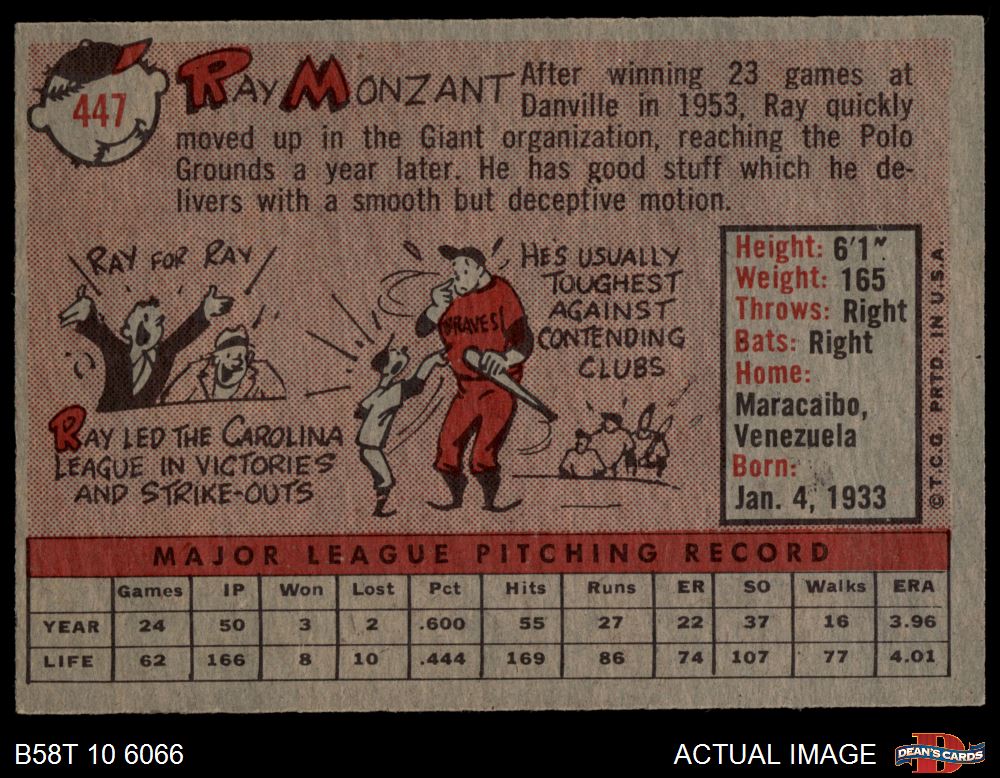 447
RAY MONZANT
After winning 23 games at
Danville in 1953, Ray quickly
moved up in the Giant organization, reaching the Polo
Grounds a year later. He has good stuff which he de-
livers with a smooth but deceptive motion.
RAY FOR RAY
RAY LED THE CAROLINA
LEAGUE IN VICTORIES
AND STRIKE-OUTS
BRAVES
HE'S USUALLY
TOUGHEST
AGAINST
CONTENDING
CLUBS
Height: 6'1"
Weight: 165
Throws: Right
Bats: Right
Home:
Maracaibo,
Venezuela
Born:
Jan. 4, 1933
© T.C.G. PRTD. IN U.S.A.
MAJOR LEAGUE PITCHING RECORD
Games IP Won Lost Pct Hits Runs ER SO Walks ERA
YEAR 24 50 3 2 .600 55 27 22 37 16 3.96
LIFE 62 166 8 10 .444 169 86 74 107 77 4.01
B58T 10 6066
ACTUAL IMAGE
DEAN'S CARDS